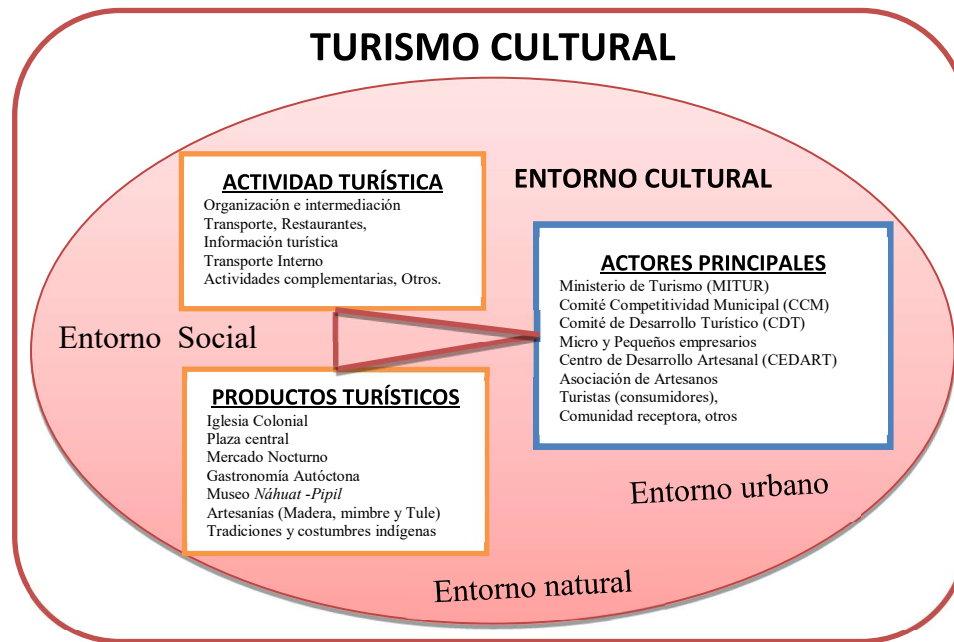 TURISMO CULTURAL
ENTORNO CULTURAL
ACTIVIDAD TURÍSTICA
Organización e intermediación
Transporte, Restaurantes,
Información turística
Transporte Interno
Actividades complementarias, Otros.
ACTORES PRINCIPALES
Ministerio de Turismo (MITUR)
Comité Competitividad Municipal (CCM)
Comité de Desarrollo Turístico (CDT)
Micro y Pequeños empresarios
Centro de Desarrollo Artesanal (CEDART)
Asociación de Artesanos
Turistas (consumidores),
Comunidad receptora, otros
Entorno Social
PRODUCTOS TURÍSTICOS
Iglesia Colonial
Plaza central
Mercado Nocturno
Gastronomía Autóctona
Museo Náhuat -Pipil
Artesanías (Madera, mimbre y Tule)
Tradiciones y costumbres indígenas
Entorno urbano
Entorno natural